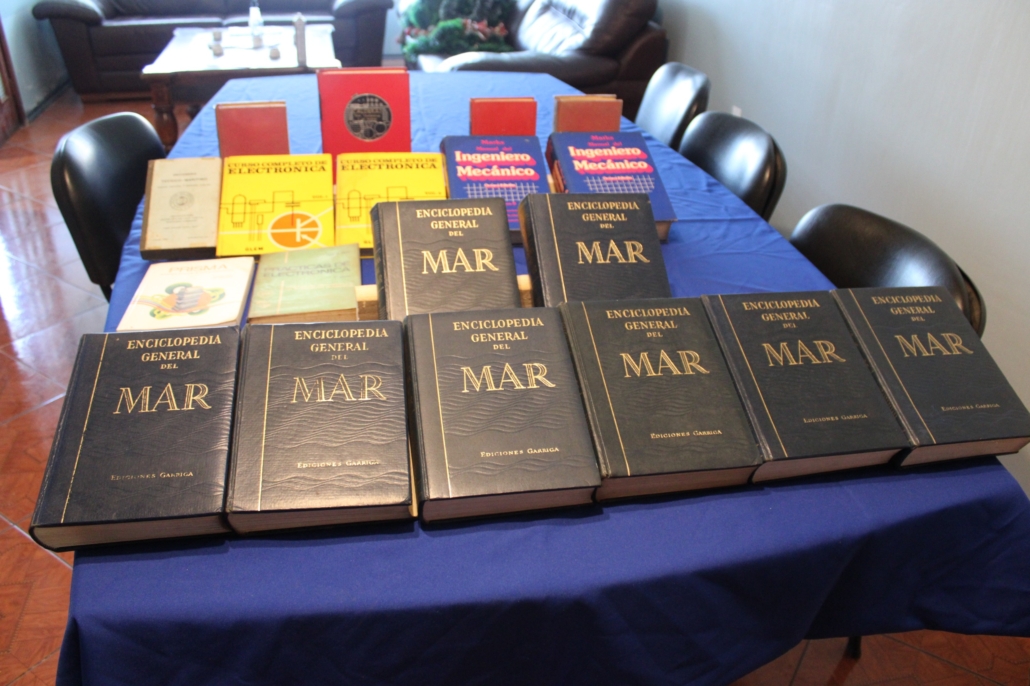 CURSO COMPLETO DE
ELECTRONICA
CURSO COMPLETO DE
ELECTRONICA
Marks
Manual del
Ingeniero
Mecánico
Marks
Manual del
Ingeniero
Mecánico
PRACTICAS DE
ELECTRONICA
ENCICLOPEDIA
GENERAL
DEL
MAR
ENCICLOPEDIA
GENERAL
DEL
MAR
ENCICLOPEDIA
GENERAL
DEL
MAR
EDICIONES GARRIGA
ENCICLOPEDIA
GENERAL
DEL
MAR
EDICIONES GARRIGA
ENCICLOPEDIA
GENERAL
DEL
MAR
EDICIONES GARRIGA
ENCICLOPEDIA
GENERAL
DEL
MAR
EDICIONES GARRIGA
ENCICLOPEDIA
GENERAL
DEL
MAR
EDICIONES GARRIGA
ENCICLOPEDIA
GENERAL
DEL
MAR
EDICIONES GARRIGA